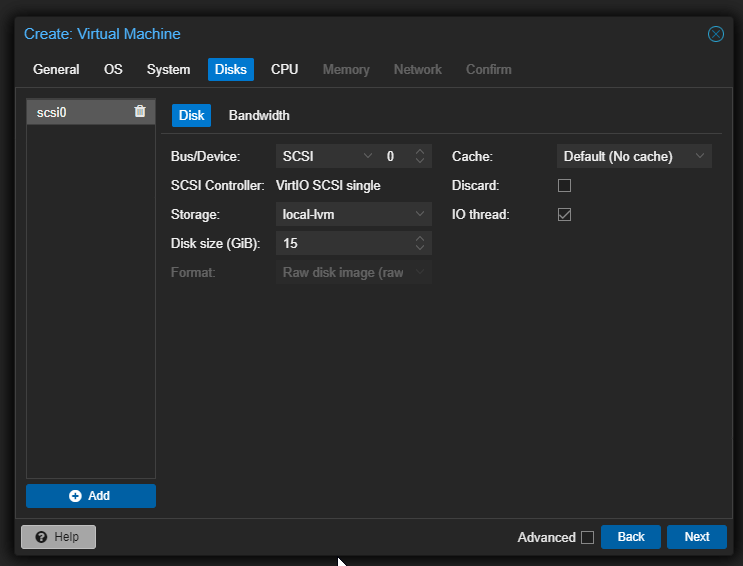 Create: Virtual Machine
General OS System Disks CPU Memory Network Confirm
scsi0
Disk Bandwidth
Bus/Device: SCSI 0 Cache: Default (No cache)
SCSI Controller: VirtIO SCSI single Discard:
Storage: local-lvm IO thread:
Disk size (GiB): 15
Format: Raw disk image (raw
Add
Help Advanced Back Next